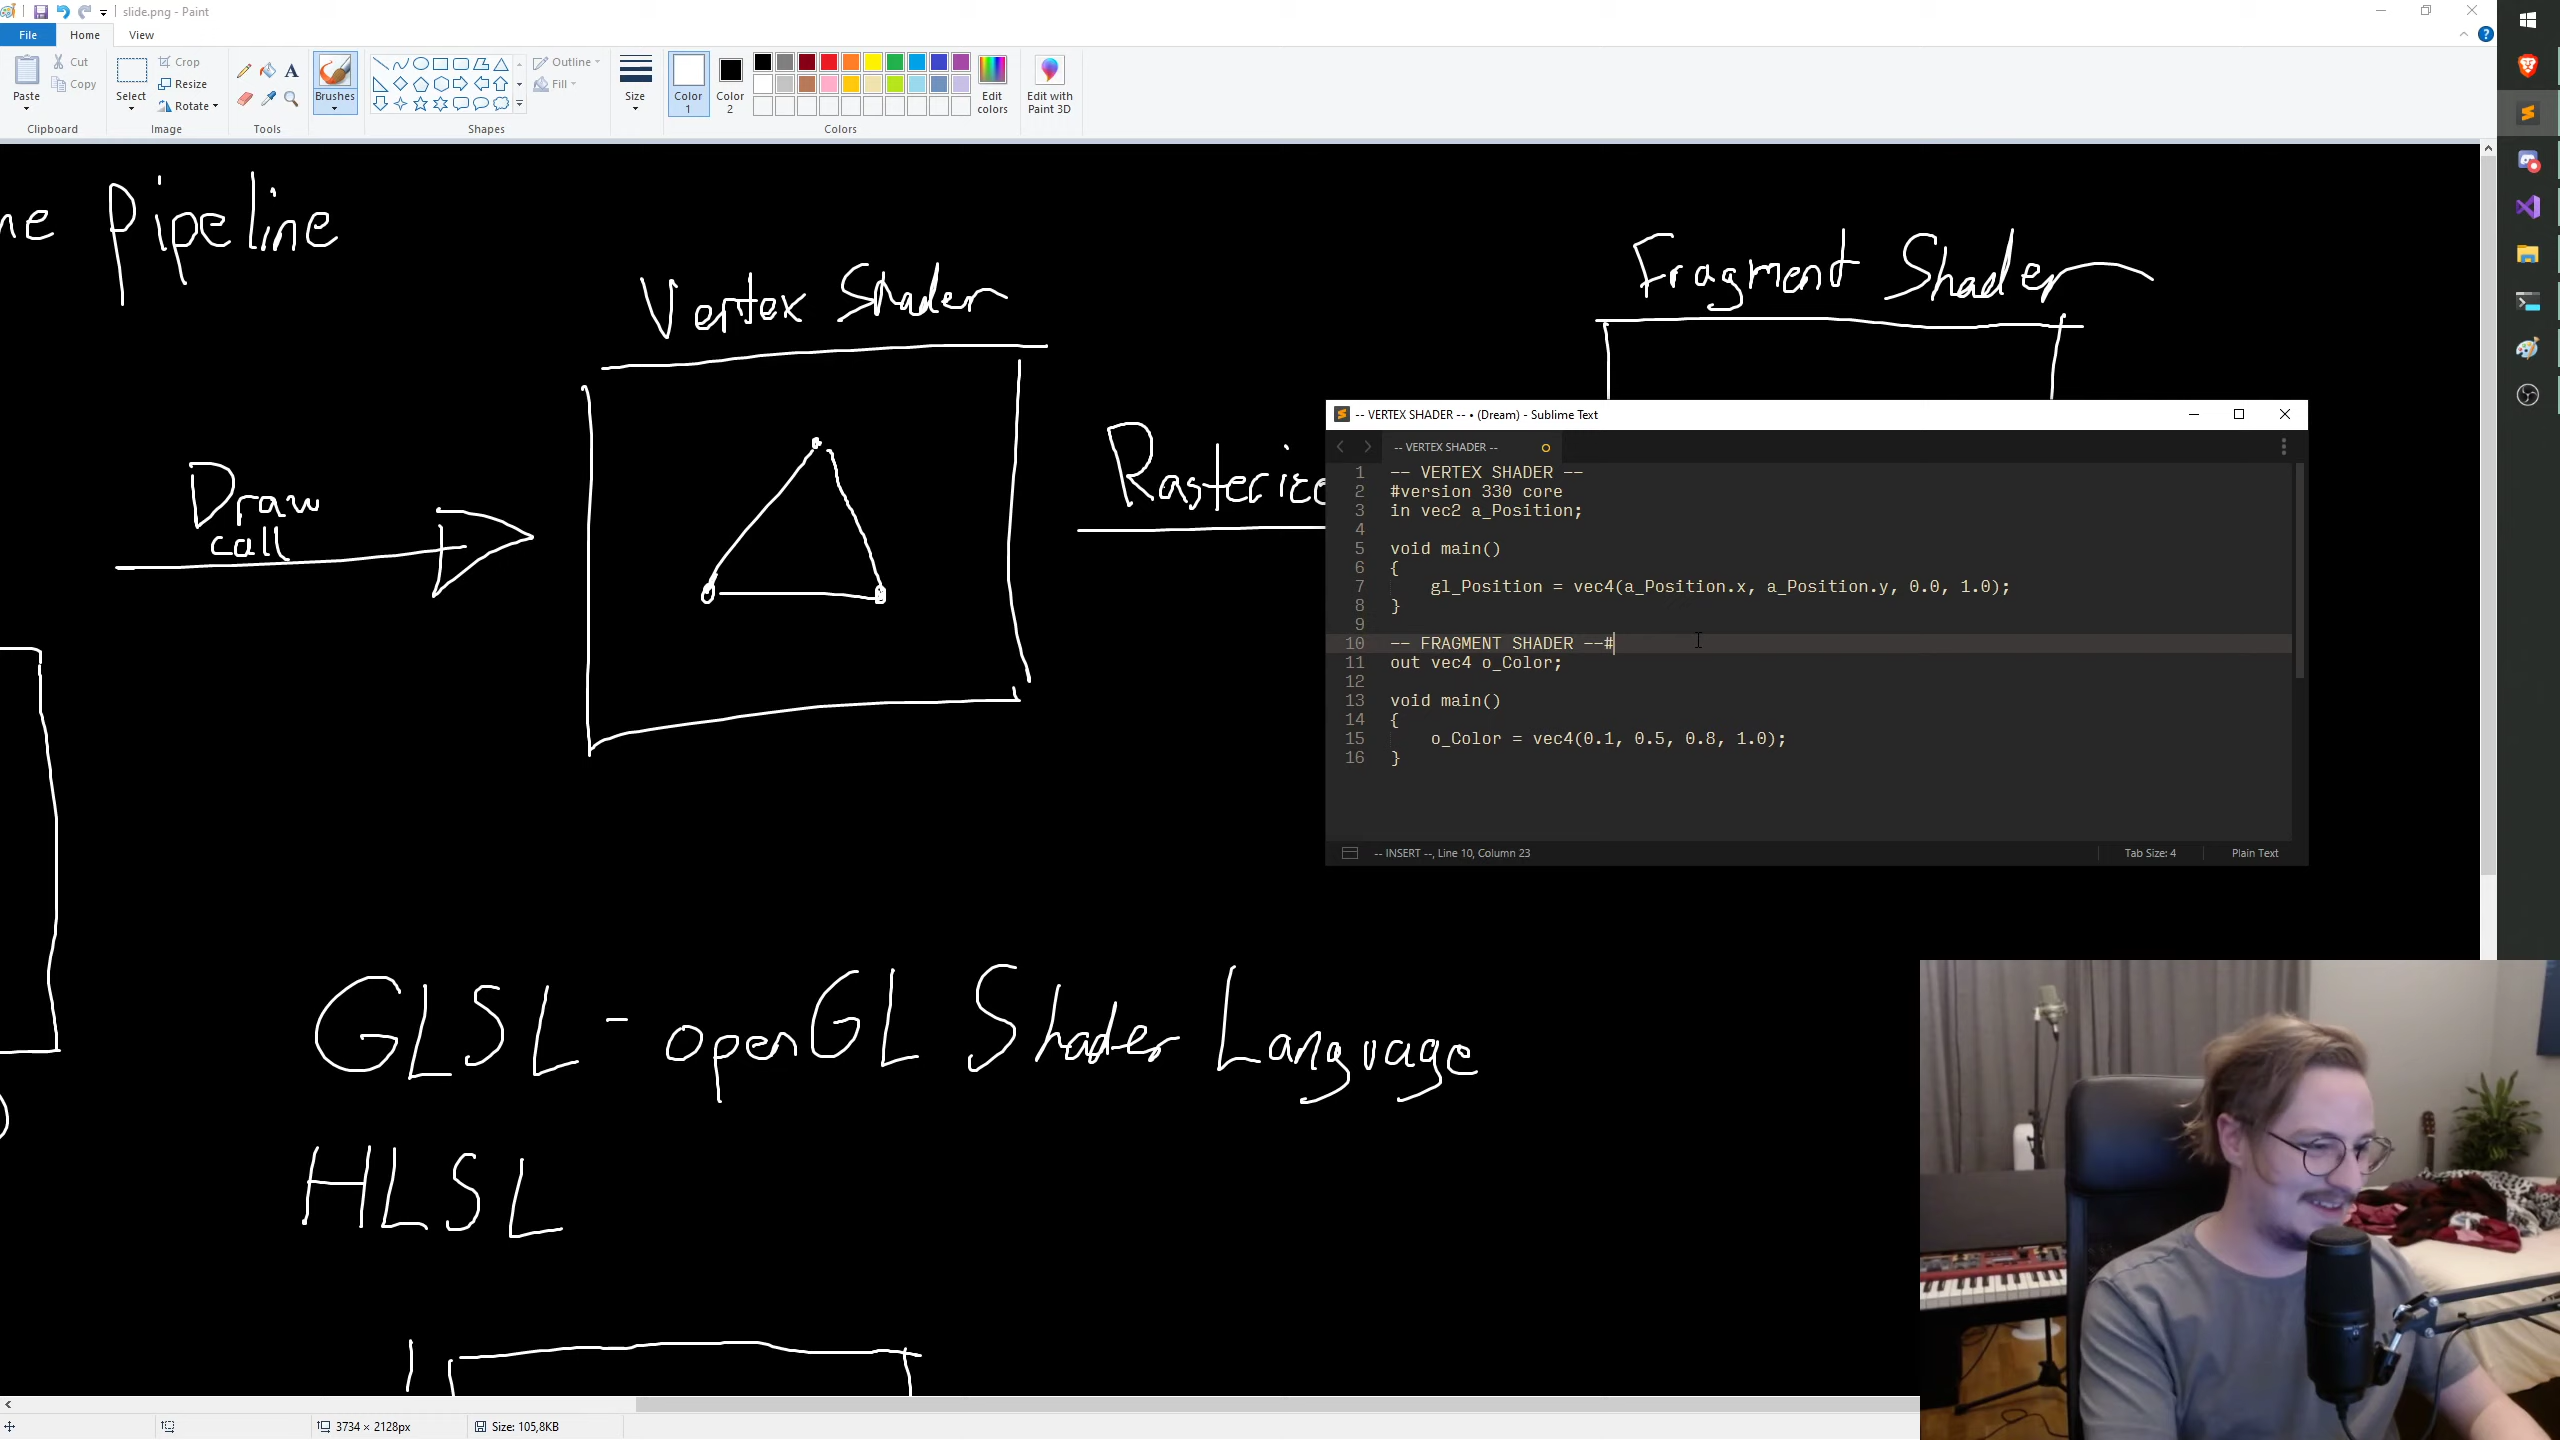 slide.png - Paint
File Home View
Paste
Cut
Copy
Clipboard
Select
Crop
Resize
Rotate
Image
Tools
Brushes
Shapes
Outline
Fill
Size
Color 1
Color 2
Colors
Edit colors
Edit with Paint 3D
ne Pipeline
Draw call
Vertex Shader
Rasterize
Fragment Shader
-- VERTEX SHADER -- • (Dream) - Sublime Text
-- VERTEX SHADER --
1 -- VERTEX SHADER --
2 #version 330 core
3 in vec2 a_Position;
4
5 void main()
6 {
7 gl_Position = vec4(a_Position.x, a_Position.y, 0.0, 1.0);
8 }
9
10 -- FRAGMENT SHADER --#
11 out vec4 o_Color;
12
13 void main()
14 {
15 o_Color = vec4(0.1, 0.5, 0.8, 1.0);
16 }
-- INSERT --, Line 10, Column 23
Tab Size: 4
Plain Text
GLSL - openGL Shader Language
HLSL
3734 × 2128px
Size: 105,8KB